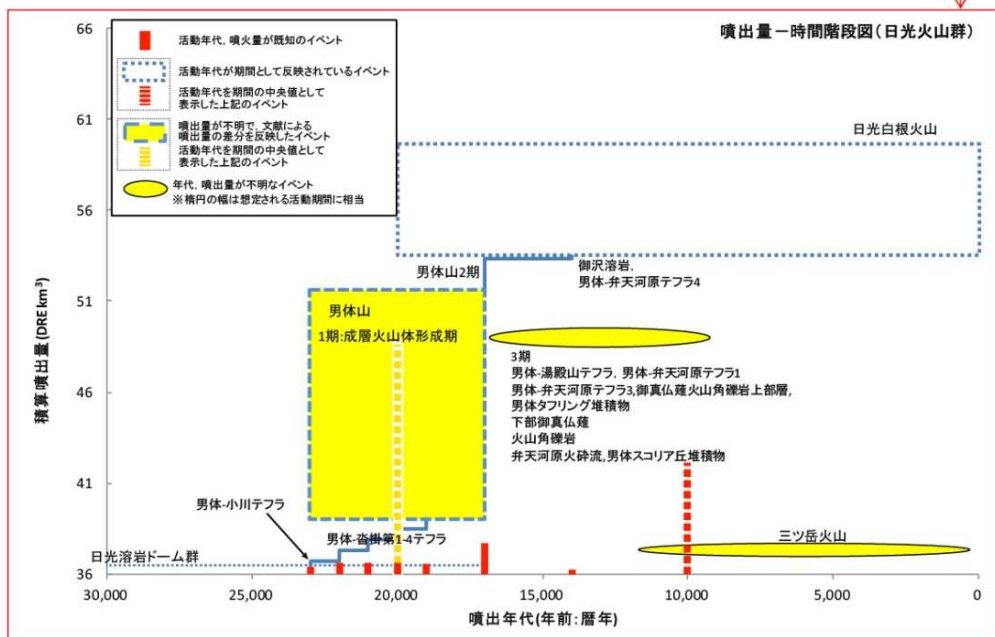 噴出量－時間階段図(日光火山群)
活動年代，噴火量が既知のイベント
活動年代が期間として反映されているイベント
活動年代を期間の中央値として
表示した上記のイベント
噴出量が不明で，文献による
噴出量の差分を反映したイベント
活動年代を期間の中央値として
表示した上記のイベント
年代，噴出量が不明なイベント
※楕円の幅は想定される活動期間に相当
66
61
56
51
46
41
36
積算噴出量(DRE km³)
日光白根火山
男体山2期
御沢溶岩，
男体-弁天河原テフラ4
男体山
1期:成層火山体形成期
3期
男体-湯殿山テフラ，男体-弁天河原テフラ1
男体-弁天河原テフラ3,御真仏薙火山角礫岩上部層，
男体タフリング堆積物
下部御真仏薙
火山角礫岩
弁天河原火砕流,男体スコリア丘堆積物
男体-小川テフラ
男体-沓掛第1-4テフラ
三ツ岳火山
日光溶岩ドーム群
30,000
25,000
20,000
15,000
10,000
5,000
0
噴出年代(年前：暦年)